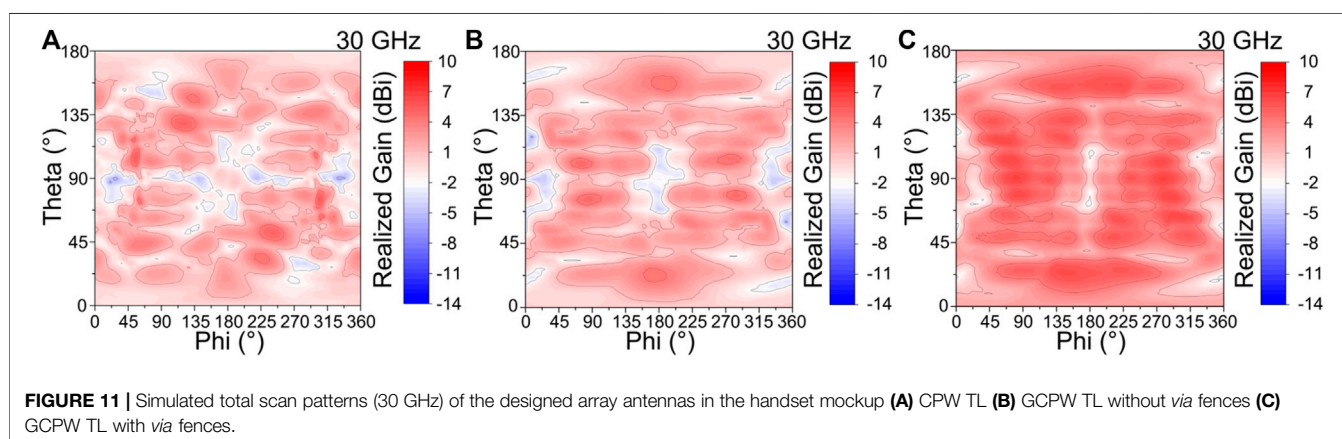 A
30 GHz
180
135
90
45
0
Theta (°)
0 45 90 135 180 225 270 315 360
Phi (°)
10
7
4
1
-2
-5
-8
-11
-14
Realized Gain (dBi)
B
30 GHz
180
135
90
45
0
Theta (°)
0 45 90 135 180 225 270 315 360
Phi (°)
10
7
4
1
-2
-5
-8
-11
-14
Realized Gain (dBi)
C
30 GHz
180
135
90
45
0
Theta (°)
0 45 90 135 180 225 270 315 360
Phi (°)
10
7
4
1
-2
-5
-8
-11
-14
Realized Gain (dBi)
FIGURE 11 | Simulated total scan patterns (30 GHz) of the designed array antennas in the handset mockup (A) CPW TL (B) GCPW TL without via fences (C)
GCPW TL with via fences.